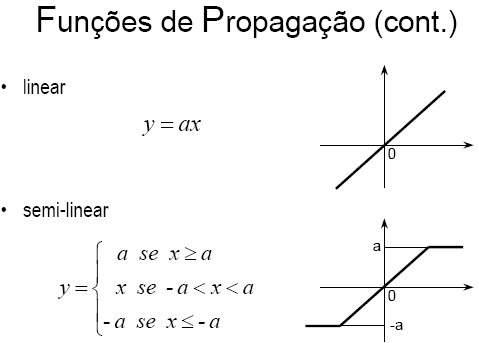 Funções de Propagação (cont.)
• linear
y = ax
0
• semi-linear
a se x ≥ a
y = { x se -a < x < a
-a se x ≤ -a
a
0
-a